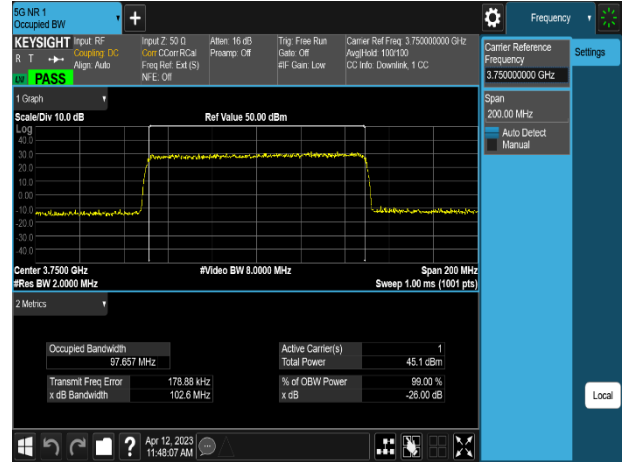 5G NR 1
Occupied BW
Frequency
KEYSIGHT
R T
LXI
PASS
Input: RF
Coupling: DC
Align: Auto
Input Z: 50 Ω
Corr CCorr RCal
Freq Ref: Ext (S)
NFE: Off
Atten: 16 dB
Preamp: Off
Trig: Free Run
Gate: Off
#IF Gain: Low
Carrier Ref Freq: 3.750000000 GHz
Avg|Hold: 100/100
CC Info: Downlink, 1 CC
Carrier Reference
Frequency
3.750000000 GHz
Settings
Span
200.00 MHz
Auto Detect
Manual
1 Graph
Scale/Div 10.0 dB
Ref Value 50.00 dBm
Log
40.0
30.0
20.0
10.0
0.00
-10.0
-20.0
-30.0
-40.0
Center 3.7500 GHz
#Video BW 8.0000 MHz
Span 200 MHz
#Res BW 2.0000 MHz
Sweep 1.00 ms (1001 pts)
2 Metrics
Occupied Bandwidth
97.657 MHz
Active Carrier(s) 1
Total Power 45.1 dBm
Transmit Freq Error 178.88 kHz
x dB Bandwidth 102.6 MHz
% of OBW Power 99.00 %
x dB -26.00 dB
Local
?
Apr 12, 2023
11:48:07 AM